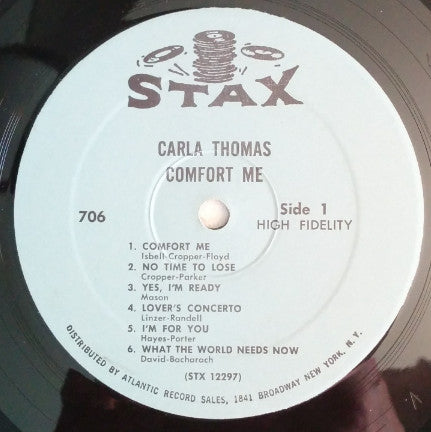 STAX
CARLA THOMAS
COMFORT ME
706
Side 1
HIGH FIDELITY
1. COMFORT ME
Isbell-Cropper-Floyd
2. NO TIME TO LOSE
Cropper-Parker
3. YES, I'M READY
Mason
4. LOVER'S CONCERTO
Linzer-Randell
5. I'M FOR YOU
Hayes-Porter
6. WHAT THE WORLD NEEDS NOW
David-Bacharach
(STX 12297)
DISTRIBUTED BY ATLANTIC RECORD SALES, 1841 BROADWAY NEW YORK, N. Y.